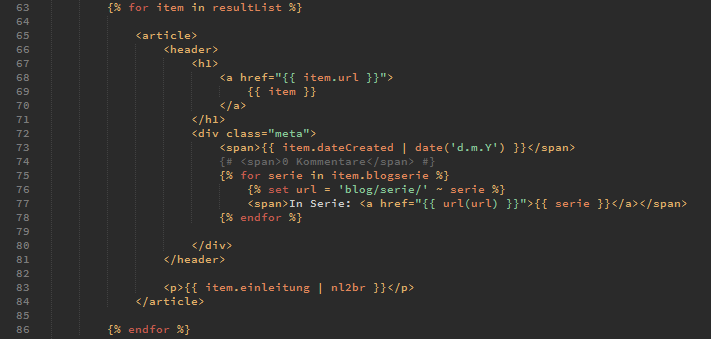 63 {% for item in resultList %}
64
65 <article>
66 <header>
67 <h1>
68 <a href="{{ item.url }}">
69 {{ item }}
70 </a>
71 </h1>
72 <div class="meta">
73 <span>{{ item.dateCreated | date('d.m.Y') }}</span>
74 {# <span>0 Kommentare</span> #}
75 {% for serie in item.blogserie %}
76 {% set url = 'blog/serie/' ~ serie %}
77 <span>In Serie: <a href="{{ url(url) }}">{{ serie }}</a></span>
78 {% endfor %}
79
80 </div>
81 </header>
82
83 <p>{{ item.einleitung | nl2br }}</p>
84 </article>
85
86 {% endfor %}